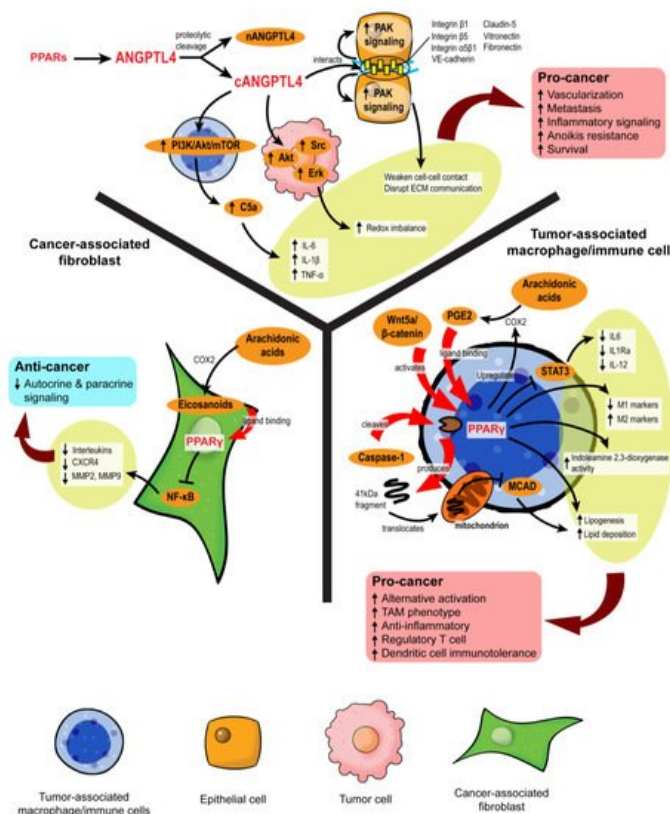 PPARs
ANGPTL4
proteolytic
cleavage
nANGPTL4
cANGPTL4
interacts
PAK
signaling
PAK
signaling
Integrin β1
Integrin β5
Integrin α5β1
VE-cadherin
Claudin-5
Vitronectin
Fibronectin
Pro-cancer
Vascularization
Metastasis
Inflammatory signaling
Anoikis resistance
Survival
PI3K/Akt/mTOR
Akt
Src
Erk
C5a
Weaken cell-cell contact
Disrupt ECM communication
Redox imbalance
IL-6
IL-1β
TNF-α
Cancer-associated
fibroblast
Arachidonic
acids
COX2
Eicosanoids
PPARγ
ligand binding
NF-κB
Anti-cancer
Autocrine & paracrine
signaling
Interleukins
CXCR4
MMP2, MMP9
Tumor-associated
macrophage/immune cell
Arachidonic
acids
PGE2
Wnt5a/
β-catenin
COX2
ligand binding
activates
Upregulate
STAT3
IL6
IL1Ra
IL-12
M1 markers
M2 markers
PPARγ
cleaves
Caspase-1
produces
Indoleamine 2,3-dioxygenase
activity
41kDa
fragment
MCAD
mitochondrion
translocates
Lipogenesis
Lipid deposition
Pro-cancer
Alternative activation
TAM phenotype
Anti-inflammatory
Regulatory T cell
Dendritic cell immunotolerance
Tumor-associated
macrophage/immune cells
Epithelial cell
Tumor cell
Cancer-associated
fibroblast